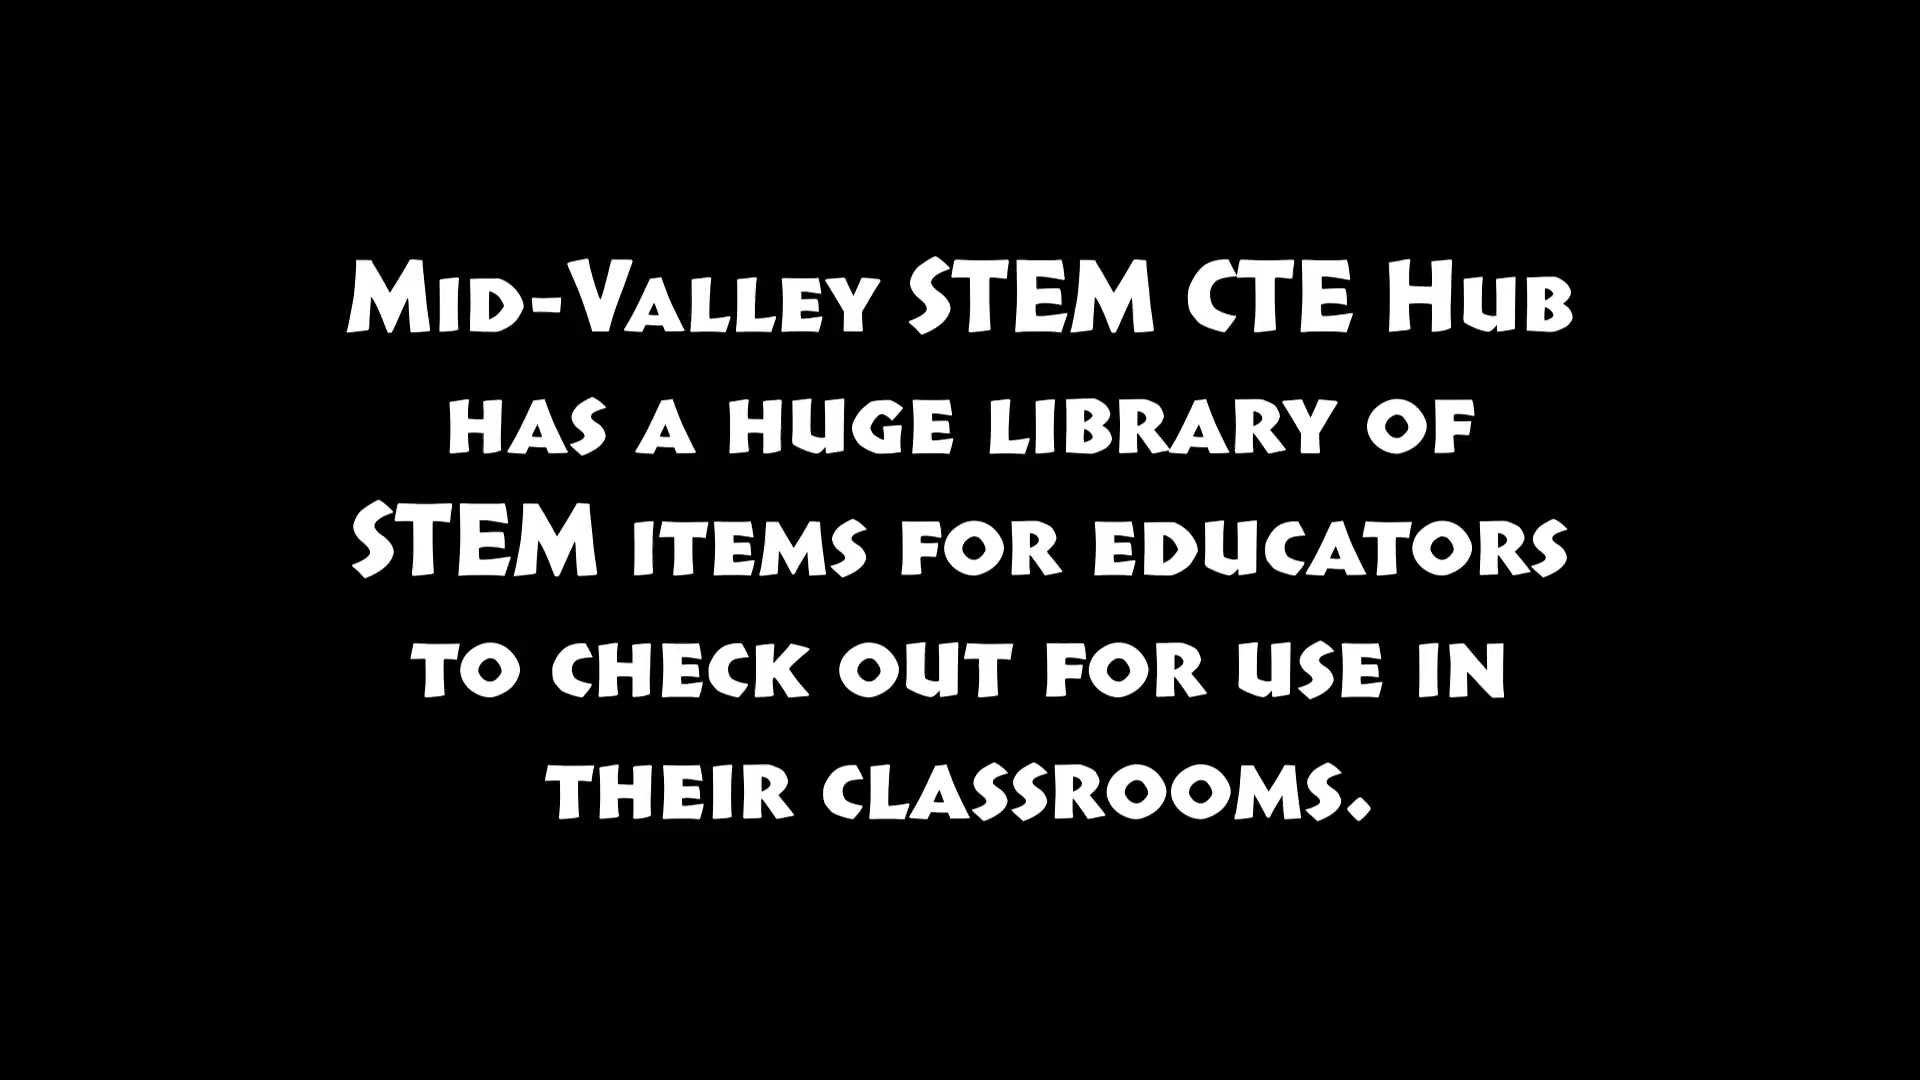 Mid-Valley STEM CTE Hub
has a huge library of
STEM items for educators
to check out for use in
their classrooms.